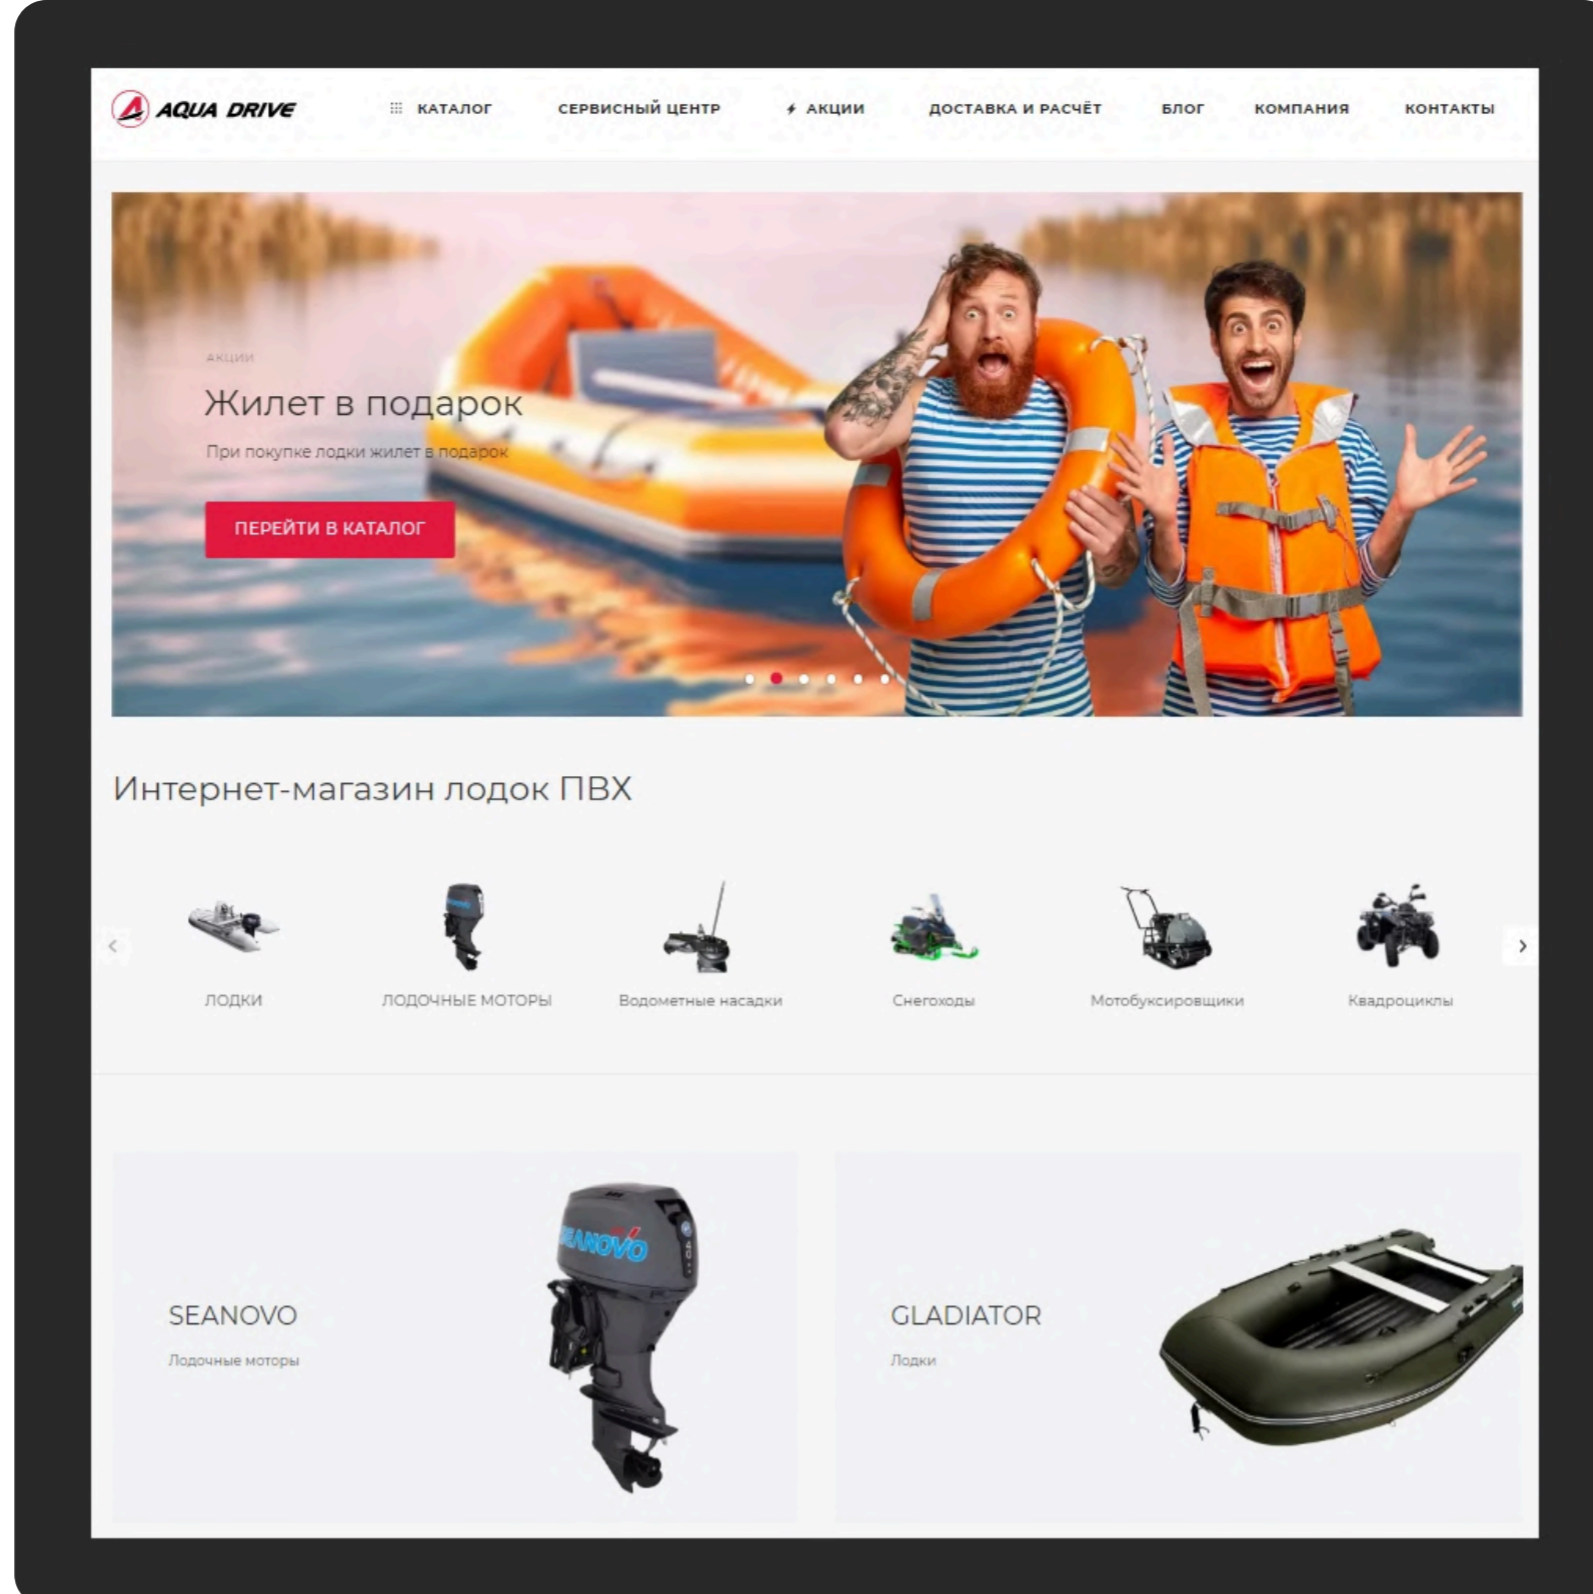 AQUA DRIVE
КАТАЛОГ
СЕРВИСНЫЙ ЦЕНТР
АКЦИИ
ДОСТАВКА И РАСЧЁТ
БЛОГ
КОМПАНИЯ
КОНТАКТЫ
АКЦИИ
Жилет в подарок
При покупке лодки жилет в подарок
ПЕРЕЙТИ В КАТАЛОГ
Интернет-магазин лодок ПВХ
ЛОДКИ
ЛОДОЧНЫЕ МОТОРЫ
Водометные насадки
Снегоходы
Мотобуксировщики
Квадроциклы
SEANOVO
Лодочные моторы
SEANOVO
GLADIATOR
Лодки